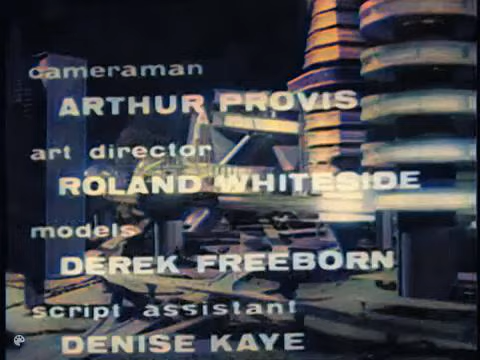 cameraman
ARTHUR PROVIS
art director
ROLAND WHITESIDE
models
DEREK FREEBORN
script assistant
DENISE KAYE